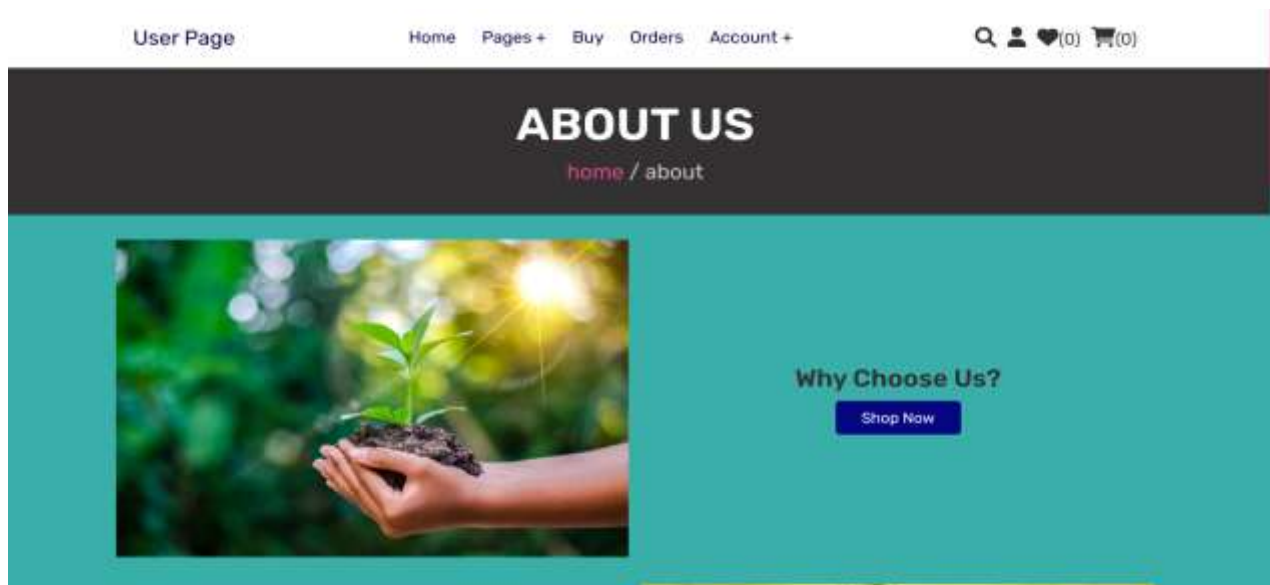 User Page Home Pages + Buy Orders Account + (0) (0)
ABOUT US
home / about
Why Choose Us?
Shop Now